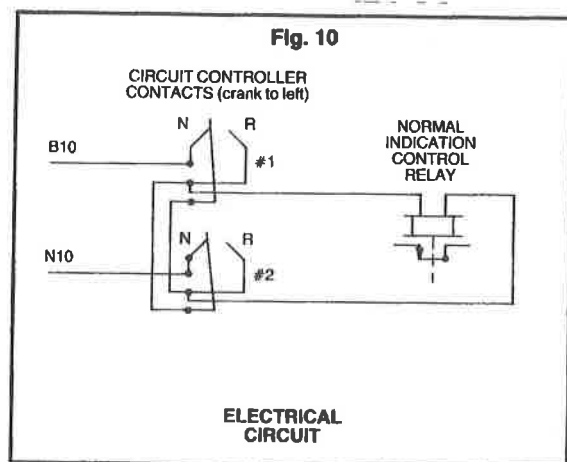 Fig. 10
CIRCUIT CONTROLLER
CONTACTS (crank to left)
N R
B10
#1
NORMAL
INDICATION
CONTROL
RELAY
N R
N10
#2
I
ELECTRICAL
CIRCUIT